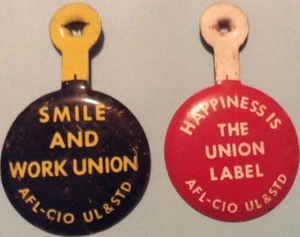 SMILE
AND
WORK UNION
AFL-CIO UL&STD
HAPPINESS IS
THE
UNION
LABEL
AFL-CIO UL&STD